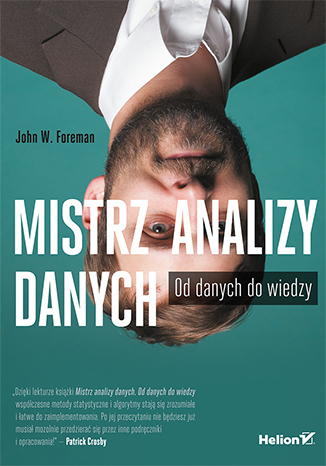 John W. Foreman
MISTRZ ANALIZY
DANYCH
Od danych do wiedzy
„Dzięki lekturze książki Mistrz analizy danych. Od danych do wiedzy
współczesne metody statystyczne i algorytmy stają się zrozumiałe
i łatwe do zaimplementowania. Po jej przeczytaniu nie będziesz już
musiał mozolnie przedzierać się przez inne podręczniki
i opracowania!” — Patrick Crosby
Helion